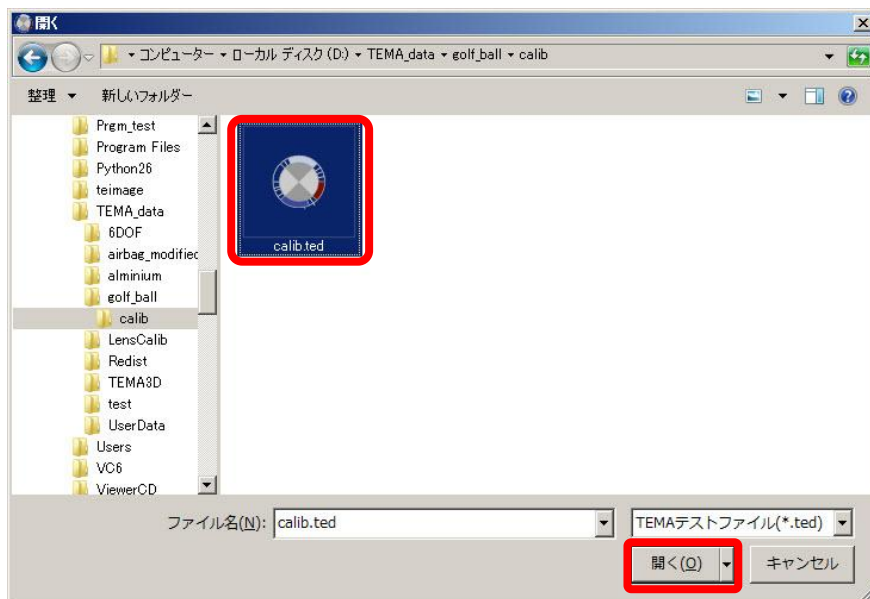 開く
コンピューター ローカル ディスク (D:) TEMA_data golf_ball calib
整理 新しいフォルダー
Prgm_test
Program Files
Python26
teimage
TEMA_data
6DOF
airbag_modified
alminium
golf_ball
calib
LensCalib
Redist
TEMA3D
test
UserData
Users
VC6
ViewerCD
calib.ted
ファイル名(N): calib.ted TEMAテストファイル(*.ted)
開く(O) キャンセル